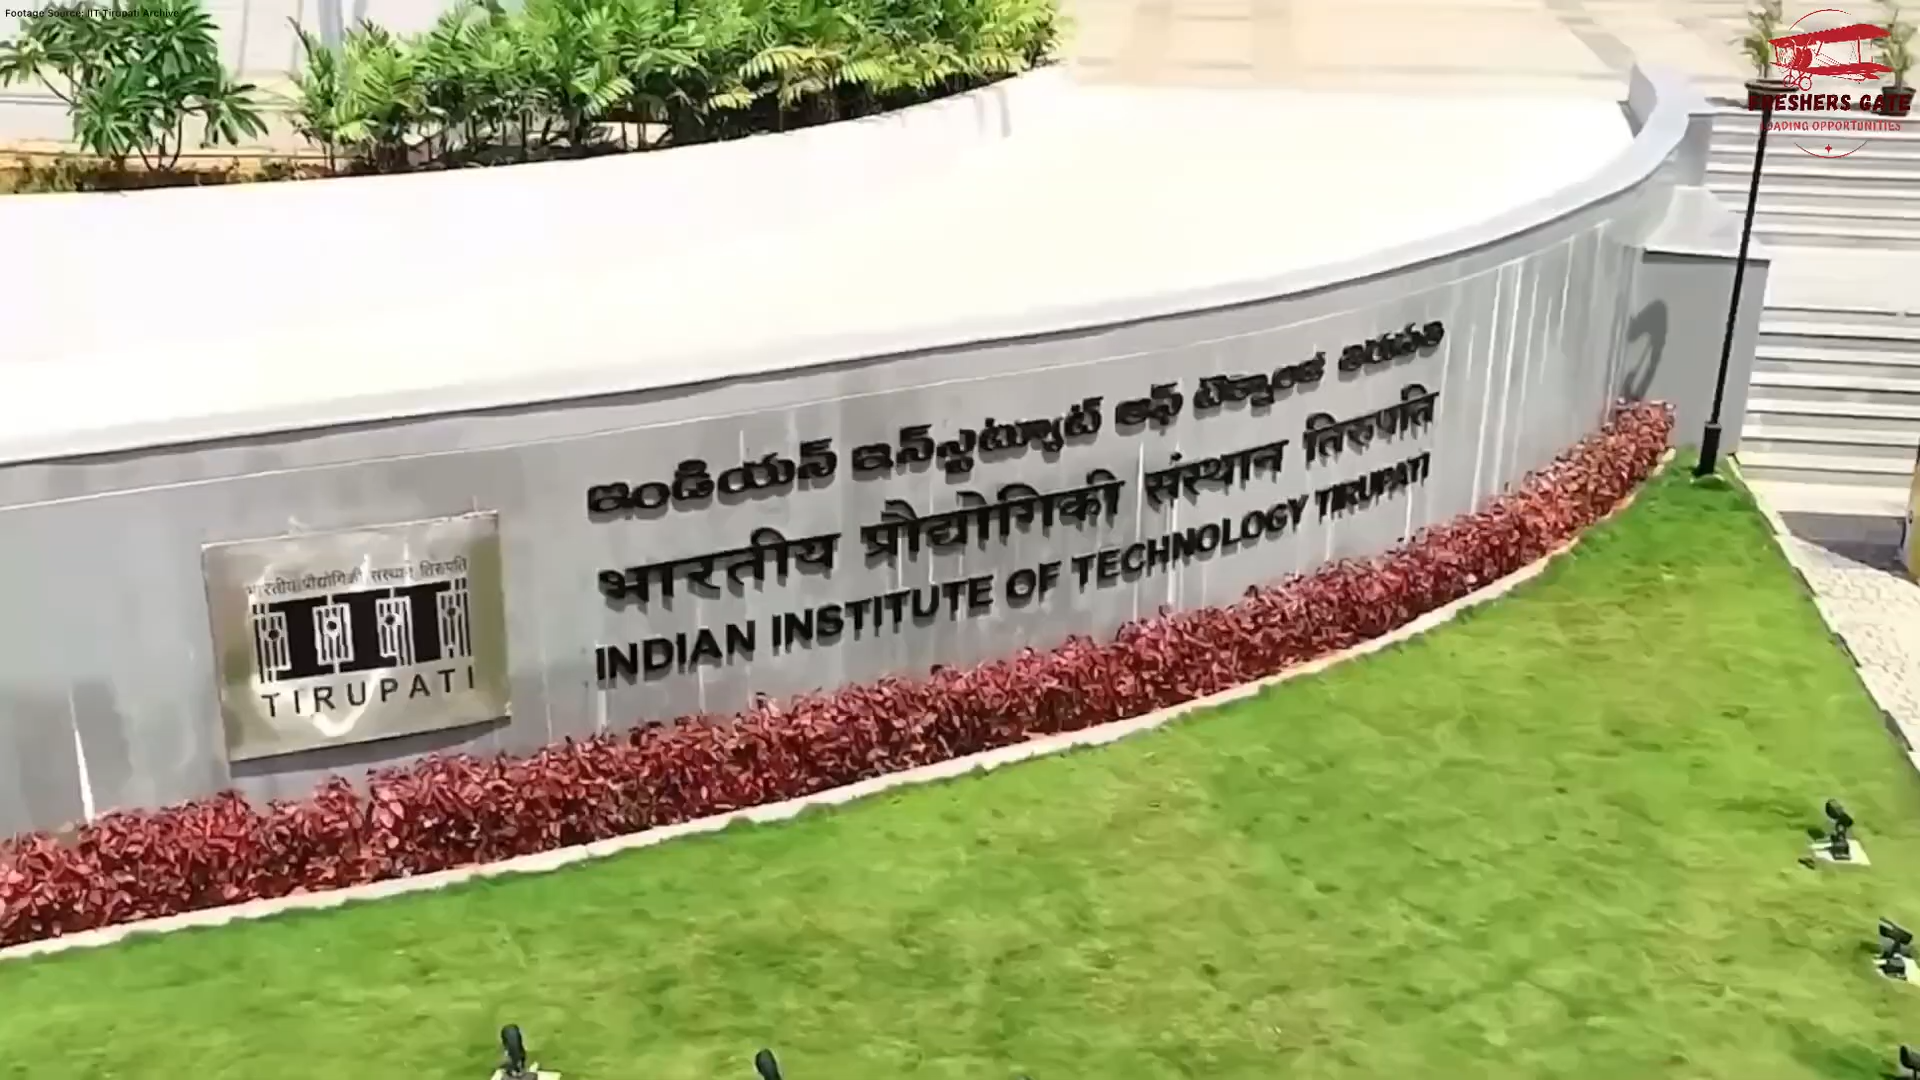 Footage Source: IIT Tirupati Archive
FRESHERS GATE
LOADING OPPORTUNITIES
ఇండియన్ ఇన్‌స్టిట్యూట్ ఆఫ్ టెక్నాలజీ తిరుపతి
भारतीय प्रौद्योगिकी संस्थान तिरुपति
INDIAN INSTITUTE OF TECHNOLOGY TIRUPATI
भारतीय प्रौद्योगिकी संस्थान तिरुपति
IIT
TIRUPATI